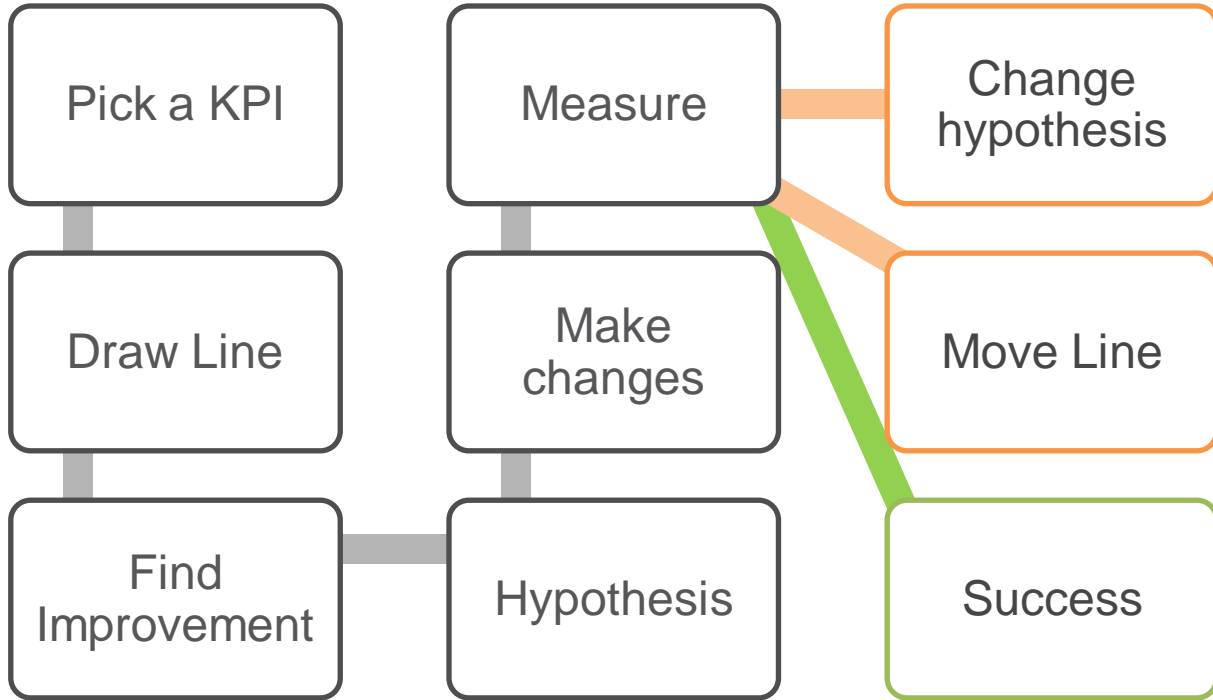 Pick a KPI
Draw Line
Find
Improvement
Hypothesis
Make
changes
Measure
Change
hypothesis
Move Line
Success